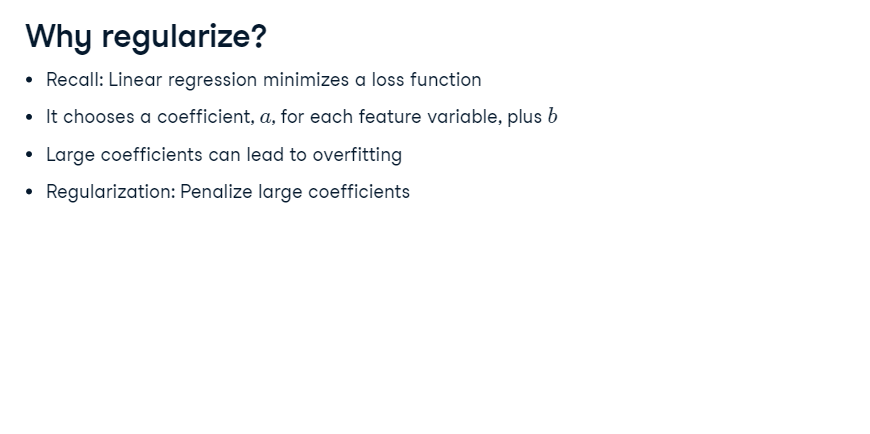 Why regularize?
• Recall: Linear regression minimizes a loss function
• It chooses a coefficient, a, for each feature variable, plus b
• Large coefficients can lead to overfitting
• Regularization: Penalize large coefficients